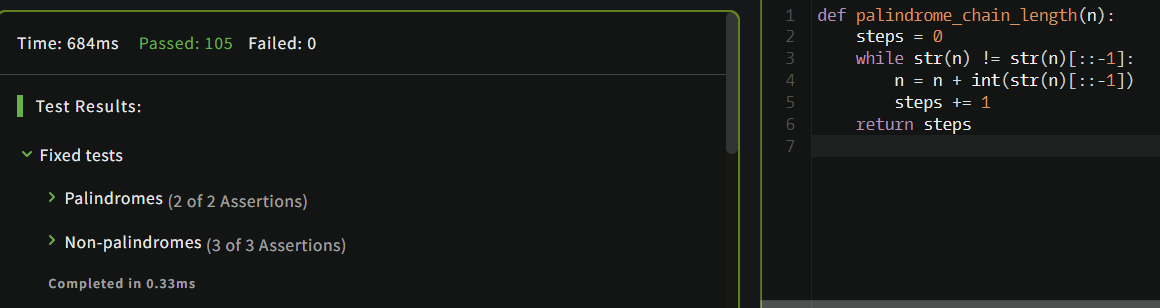 Time: 684ms Passed: 105 Failed: 0
Test Results:
Fixed tests
Palindromes (2 of 2 Assertions)
Non-palindromes (3 of 3 Assertions)
Completed in 0.33ms
1 def palindrome_chain_length(n):
2     steps = 0
3     while str(n) != str(n)[::-1]:
4         n = n + int(str(n)[::-1])
5         steps += 1
6     return steps
7